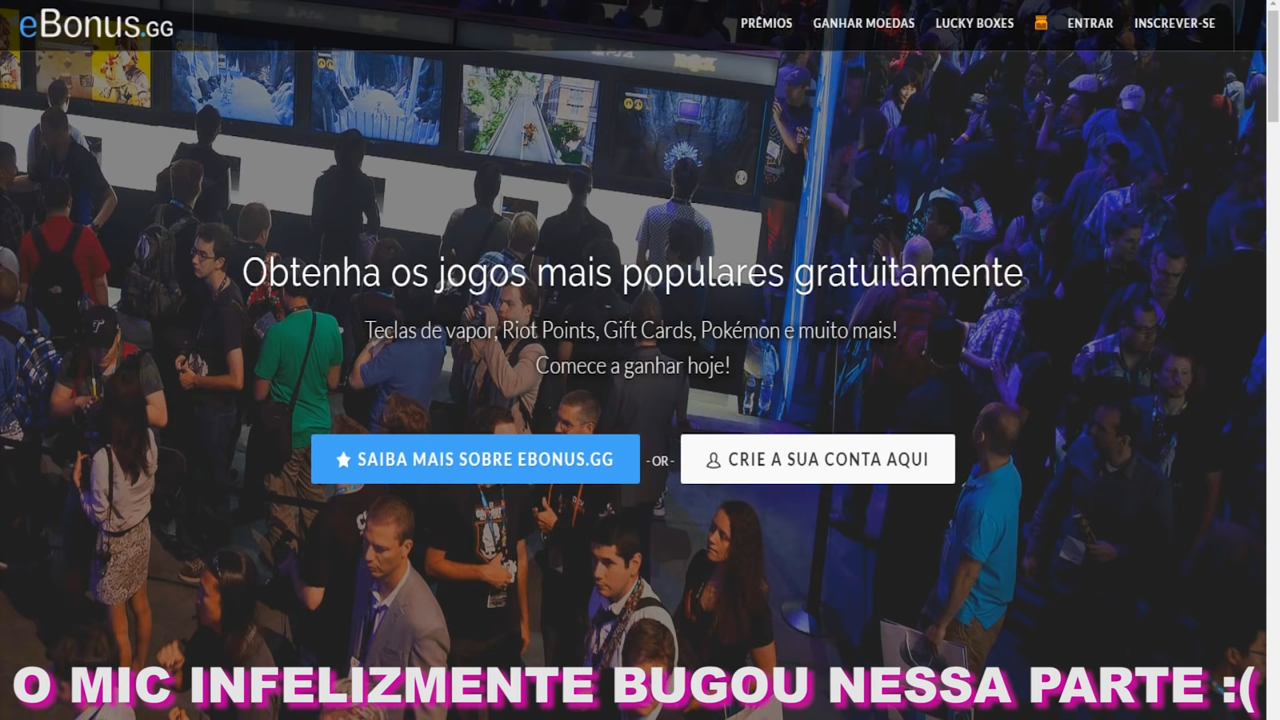 eBonus.GG
PRÊMIOS GANHAR MOEDAS LUCKY BOXES ENTRAR INSCREVER-SE
Obtenha os jogos mais populares gratuitamente
Teclas de vapor, Riot Points, Gift Cards, Pokémon e muito mais!
Comece a ganhar hoje!
SAIBA MAIS SOBRE EBONUS.GG -OR- CRIE A SUA CONTA AQUI
O MIC INFELIZMENTE BUGOU NESSA PARTE :(